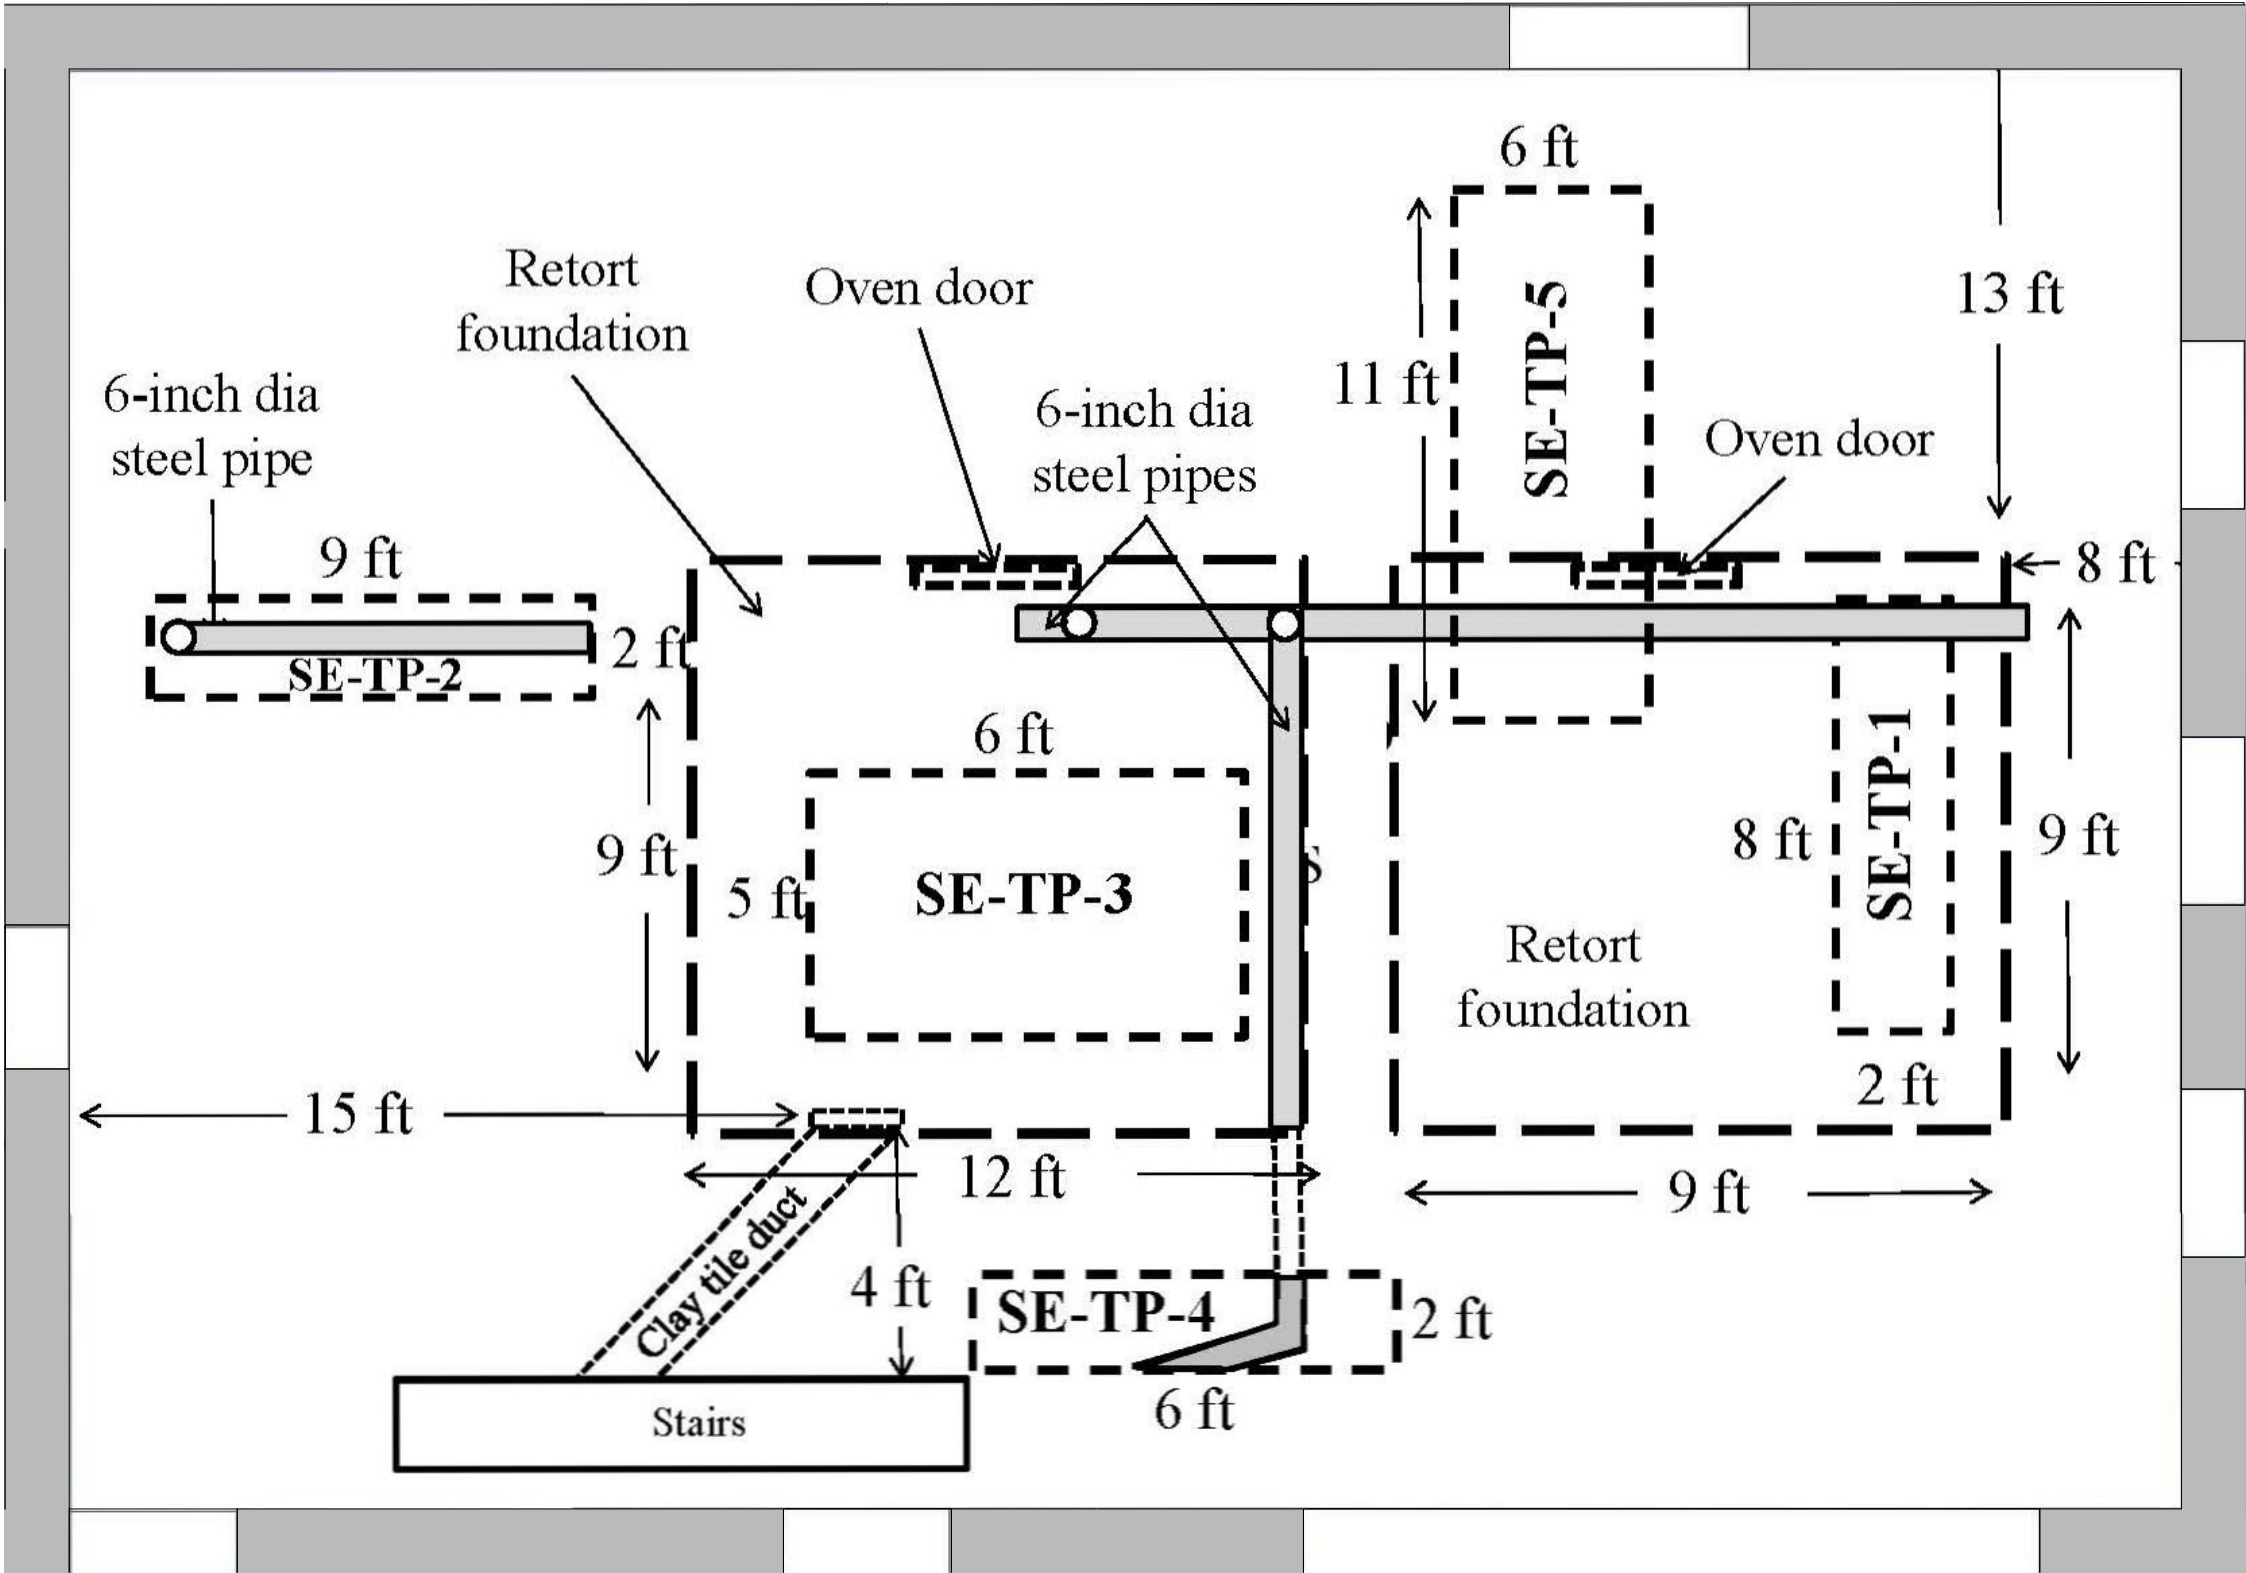 6 ft
13 ft
Retort
foundation
Oven door
SE-TP-5
11 ft
6-inch dia
steel pipe
6-inch dia
steel pipes
Oven door
9 ft
8 ft
2 ft
SE-TP-2
6 ft
SE-TP-1
8 ft
9 ft
9 ft
5 ft
SE-TP-3
S
Retort
foundation
2 ft
15 ft
12 ft
9 ft
Clay tile duct
4 ft
SE-TP-4
2 ft
6 ft
Stairs